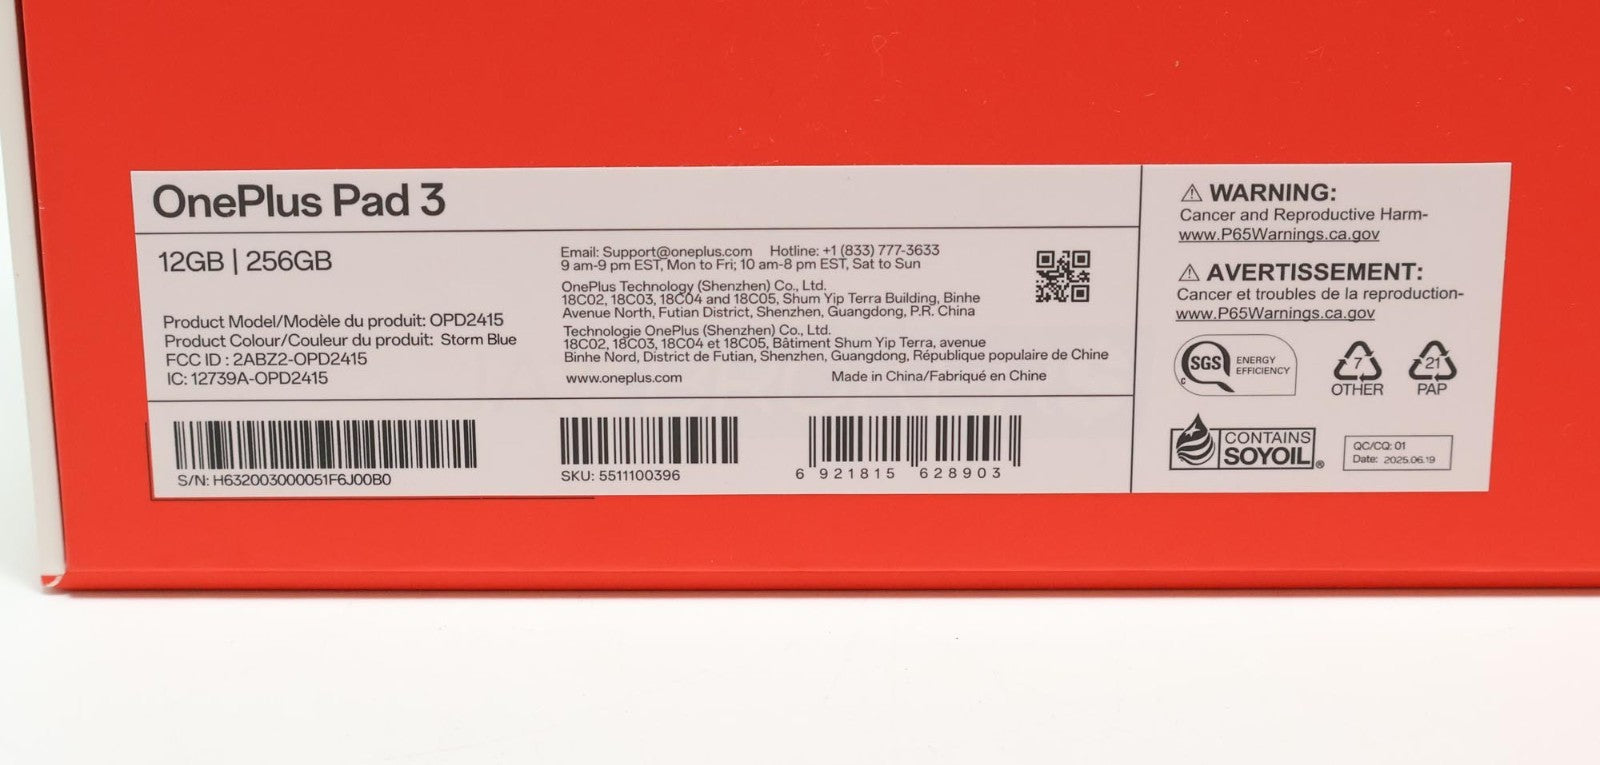 OnePlus Pad 3
12GB | 256GB
Product Model/Modèle du produit: OPD2415
Product Colour/Couleur du produit: Storm Blue
FCC ID : 2ABZ2-OPD2415
IC: 12739A-OPD2415
Email: Support@oneplus.com Hotline: +1 (833) 777-3633
9 am-9 pm EST, Mon to Fri; 10 am-8 pm EST, Sat to Sun
OnePlus Technology (Shenzhen) Co., Ltd.
18C02, 18C03, 18C04 and 18C05, Shum Yip Terra Building, Binhe
Avenue North, Futian District, Shenzhen, Guangdong, P.R. China
Technologie OnePlus (Shenzhen) Co., Ltd.
18C02, 18C03, 18C04 et 18C05, Bâtiment Shum Yip Terra, avenue
Binhe Nord, District de Futian, Shenzhen, Guangdong, République populaire de Chine
www.oneplus.com Made in China/Fabriqué en Chine
S/N: H632003000051F6J00B0
SKU: 5511100396
6 921815 628903
⚠ WARNING:
Cancer and Reproductive Harm-
www.P65Warnings.ca.gov
⚠ AVERTISSEMENT:
Cancer et troubles de la reproduction-
www.P65Warnings.ca.gov
SGS ENERGY
EFFICIENCY
C
7
OTHER
21
PAP
CONTAINS
SOYOIL®
QC/CQ: 01
Date: 2025.06.19